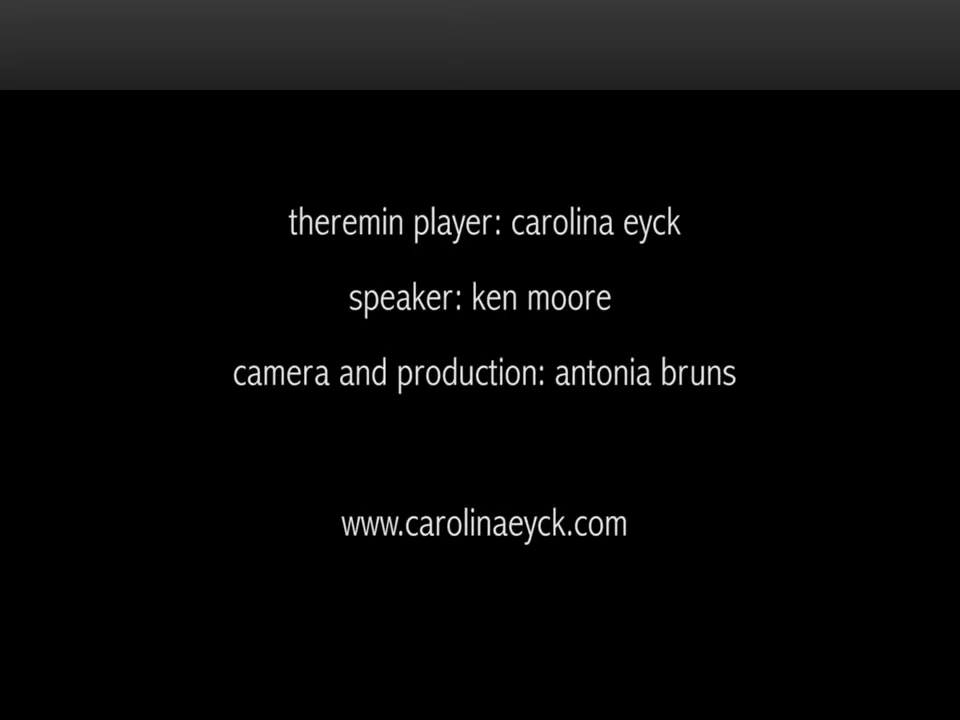 theremin player: carolina eyck
speaker: ken moore
camera and production: antonia bruns
www.carolinaeyck.com